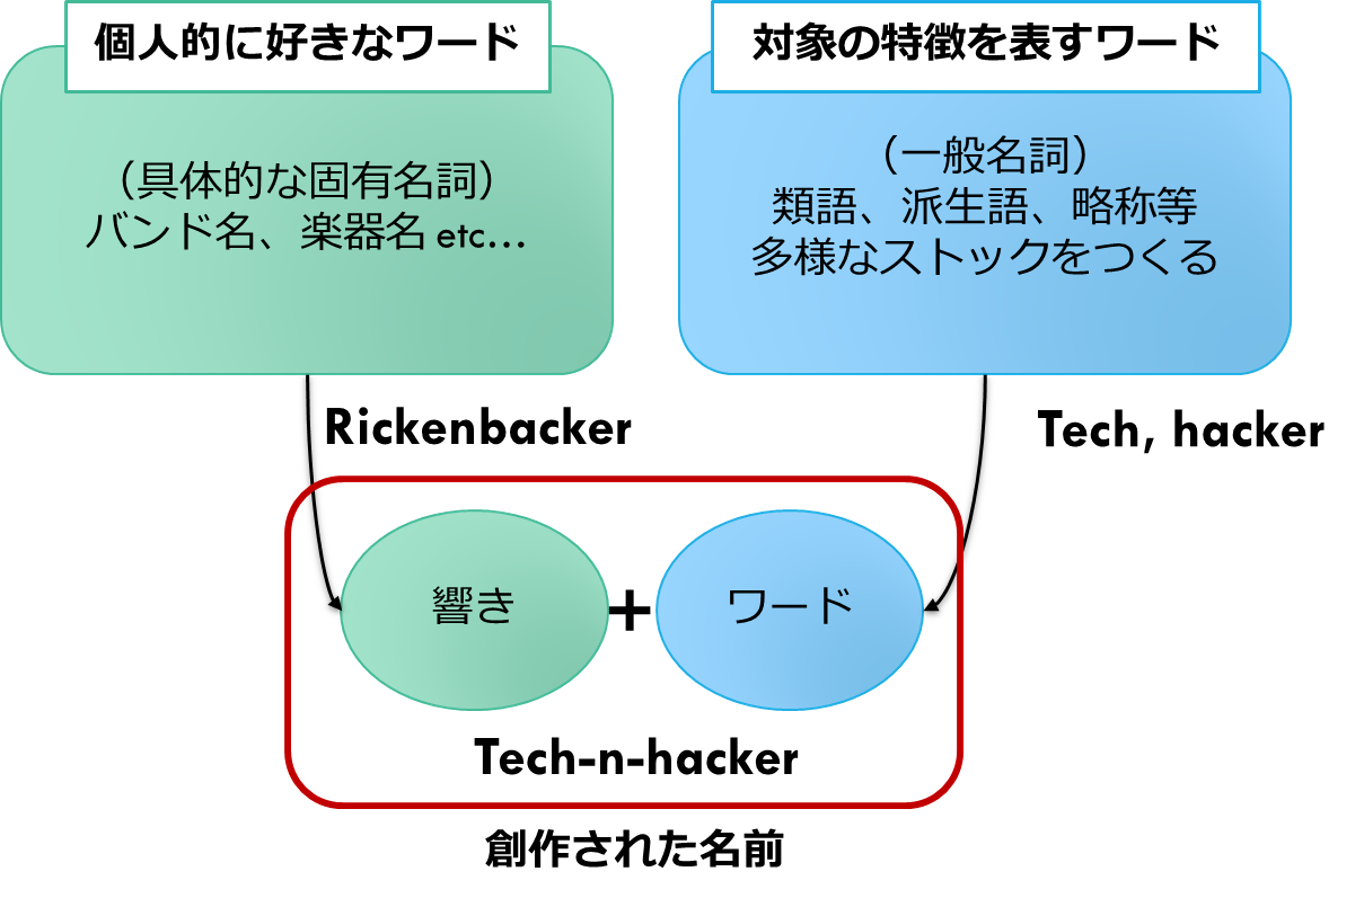 個人的に好きなワード
（具体的な固有名詞）
バンド名、楽器名 etc…
対象の特徴を表すワード
（一般名詞）
類語、派生語、略称等
多様なストックをつくる
Rickenbacker
Tech, hacker
響き
+
ワード
Tech-n-hacker
創作された名前